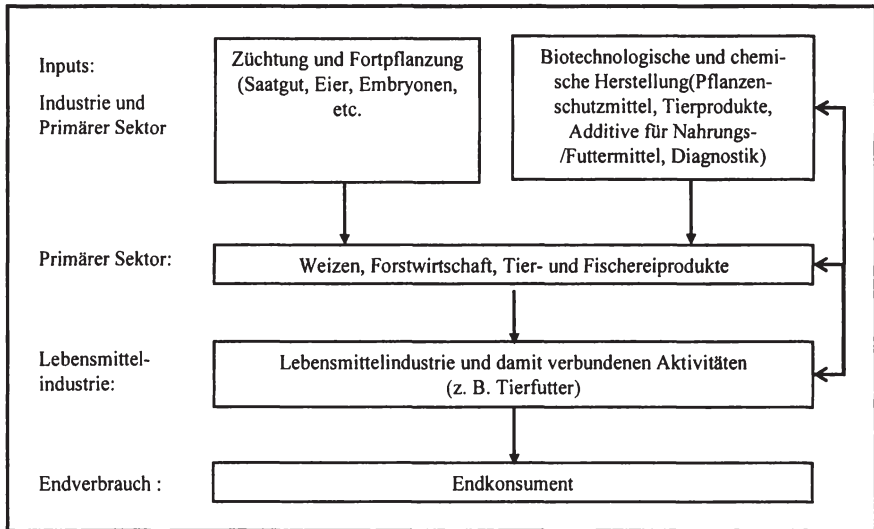 Inputs:
Industrie und
Primärer Sektor
Züchtung und Fortpflanzung
(Saatgut, Eier, Embryonen,
etc.
Biotechnologische und chemi-
sche Herstellung(Pflanzen-
schutzmittel, Tierprodukte,
Additive für Nahrungs-
/Futtermittel, Diagnostik)
Primärer Sektor:
Weizen, Forstwirtschaft, Tier- und Fischereiprodukte
Lebensmittel-
industrie:
Lebensmittelindustrie und damit verbundenen Aktivitäten
(z. B. Tierfutter)
Endverbrauch :
Endkonsument